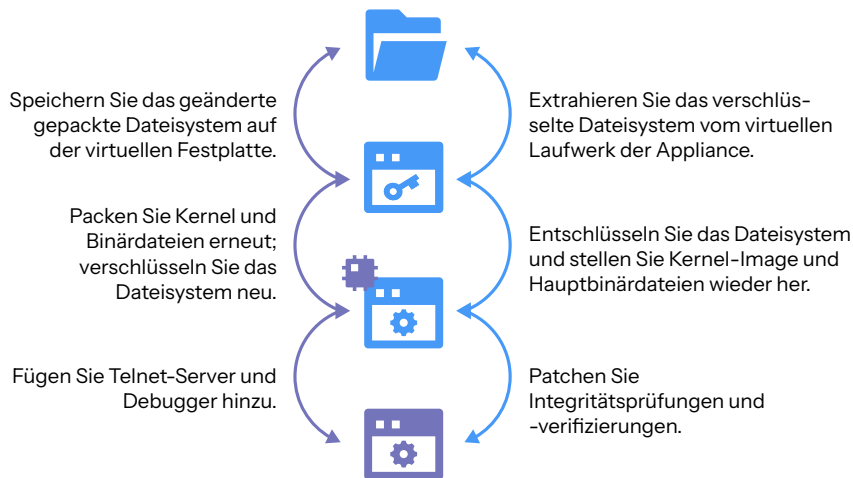 Speichern Sie das geänderte
gepackte Dateisystem auf
der virtuellen Festplatte.
Extrahieren Sie das verschlüs-
selte Dateisystem vom virtuellen
Laufwerk der Appliance.
Packen Sie Kernel und
Binärdateien erneut;
verschlüsseln Sie das
Dateisystem neu.
Entschlüsseln Sie das Dateisystem
und stellen Sie Kernel-Image und
Hauptbinärdateien wieder her.
Fügen Sie Telnet-Server und
Debugger hinzu.
Patchen Sie
Integritätsprüfungen und
-verifizierungen.